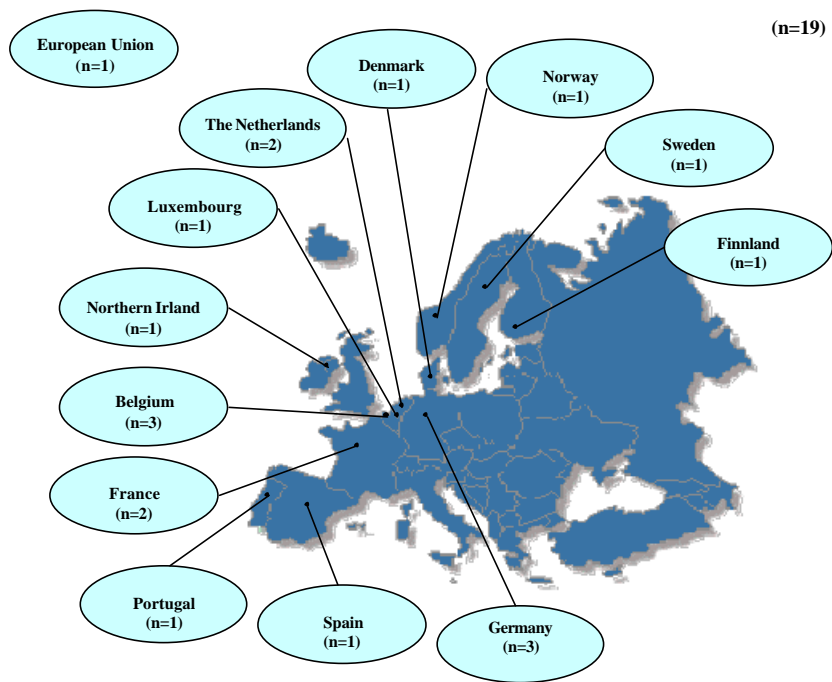 (n=19)
European Union
(n=1)
Denmark
(n=1)
Norway
(n=1)
The Netherlands
(n=2)
Sweden
(n=1)
Luxembourg
(n=1)
Finnland
(n=1)
Northern Irland
(n=1)
Belgium
(n=3)
France
(n=2)
Portugal
(n=1)
Spain
(n=1)
Germany
(n=3)